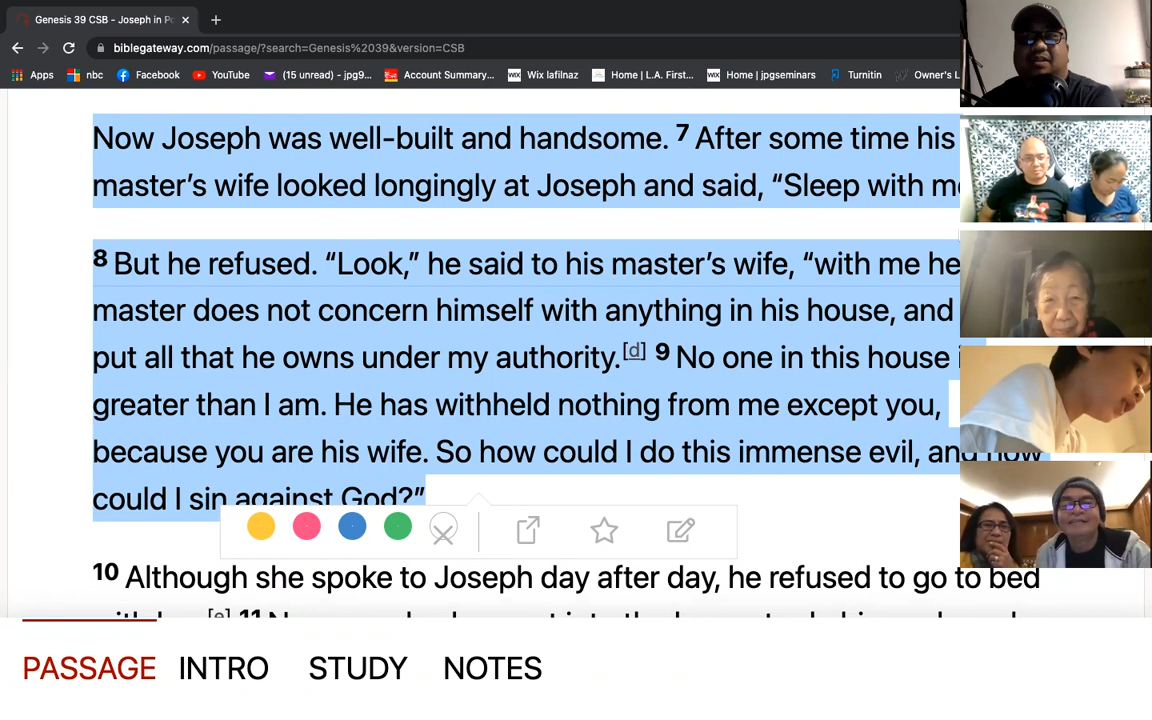 Genesis 39 CSB - Joseph in Po
biblegateway.com/passage/?search=Genesis%2039&version=CSB
Apps nbc Facebook YouTube (15 unread) - jpg9... Account Summary... Wix lafilnaz Home | L.A. First... Home | jpgseminars Turnitin Owner's L
Now Joseph was well-built and handsome. 7 After some time his
master's wife looked longingly at Joseph and said, “Sleep with me
8 But he refused. “Look,” he said to his master's wife, “with me he
master does not concern himself with anything in his house, and
put all that he owns under my authority.[d] 9 No one in this house
greater than I am. He has withheld nothing from me except you,
because you are his wife. So how could I do this immense evil, and how
could I sin against God?”
10 Although she spoke to Joseph day after day, he refused to go to bed
[e] 11
PASSAGE INTRO STUDY NOTES